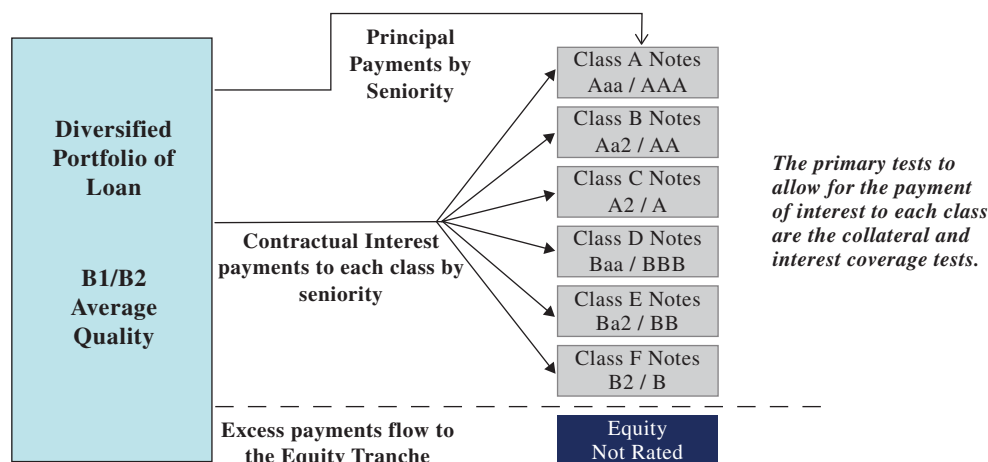 Diversified
Portfolio of
Loan
B1/B2
Average
Quality
Principal
Payments by
Seniority
Contractual Interest
payments to each class by
seniority
Class A Notes
Aaa / AAA
Class B Notes
Aa2 / AA
Class C Notes
A2 / A
Class D Notes
Baa / BBB
Class E Notes
Ba2 / BB
Class F Notes
B2 / B
The primary tests to
allow for the payment
of interest to each class
are the collateral and
interest coverage tests.
Excess payments flow to
the Equity Tranche
Equity
Not Rated